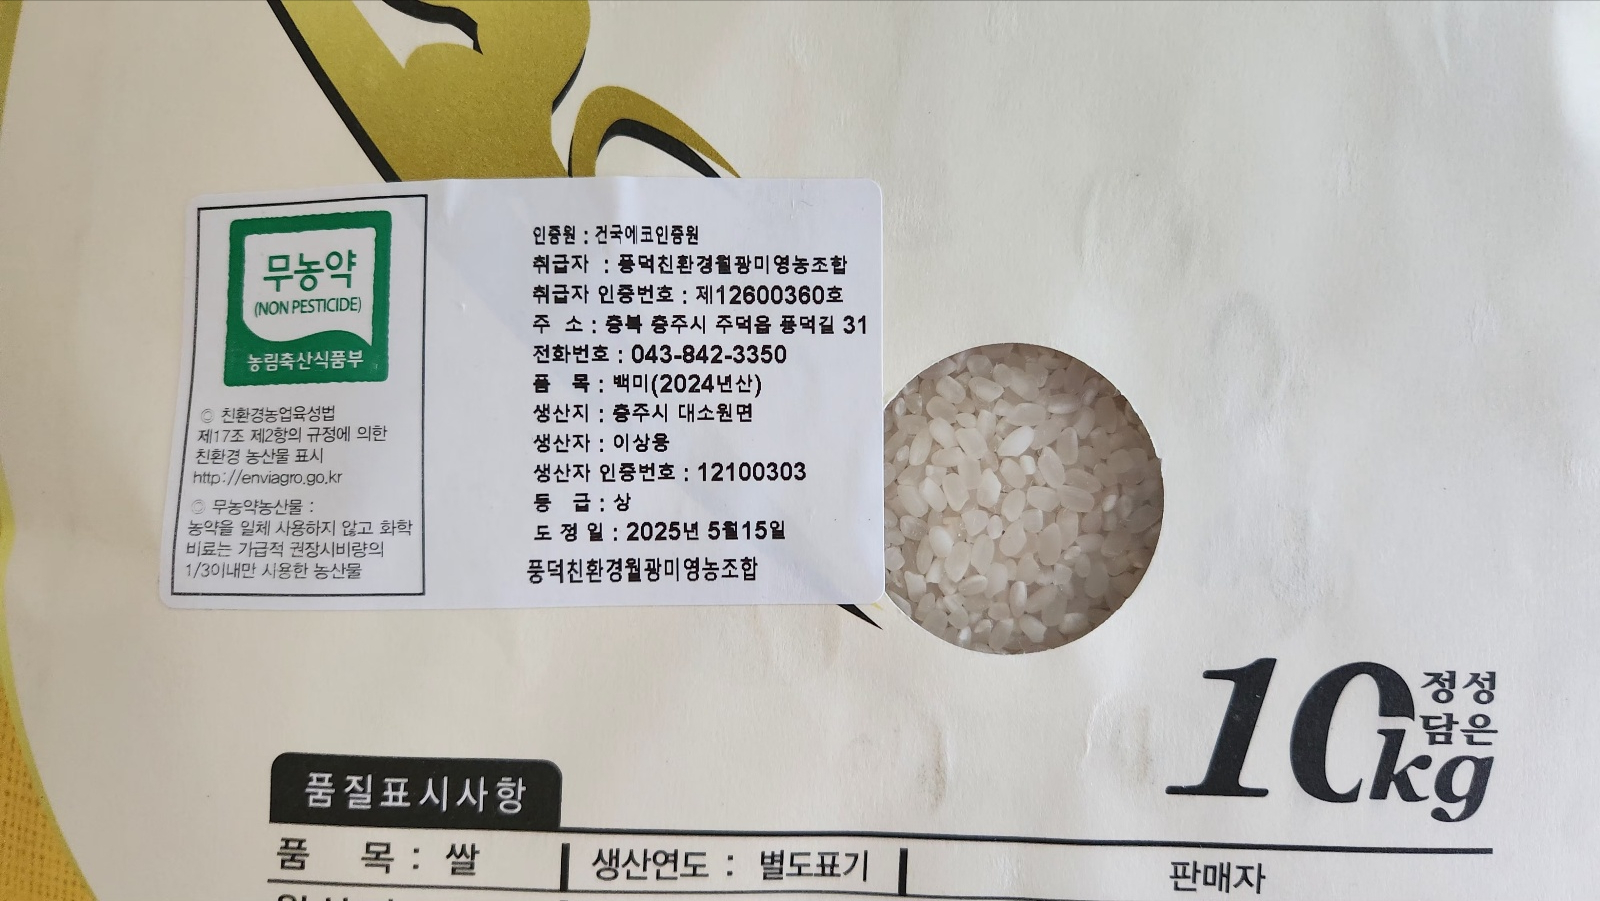 무농약
(NON PESTICIDE)
농림축산식품부
◎ 친환경농업육성법
제17조 제2항의 규정에 의한
친환경 농산물 표시
http://enviagro.go.kr
◎ 무농약농산물 :
농약을 일체 사용하지 않고 화학
비료는 가급적 권장시비량의
1/3이내만 사용한 농산물
인증원 : 건국에코인증원
취급자 : 풍덕친환경월광미영농조합
취급자 인증번호 : 제12600360호
주 소 : 충북 충주시 주덕읍 풍덕길 31
전화번호 : 043-842-3350
품 목 : 백미(2024년산)
생산지 : 충주시 대소원면
생산자 : 이상용
생산자 인증번호 : 12100303
등 급 : 상
도 정 일 : 2025년 5월15일
풍덕친환경월광미영농조합
정성
담은
10kg
품질표시사항
품 목 : 쌀
생산연도 : 별도표기
판매자